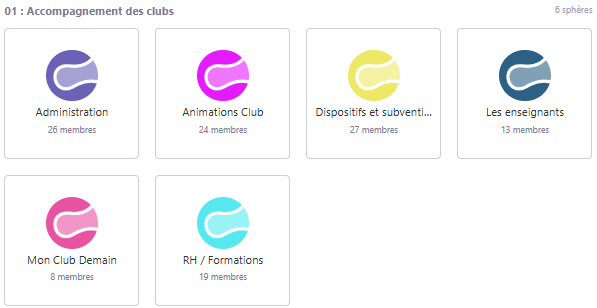 01 : Accompagnement des clubs
6 sphères
Administration
26 membres
Animations Club
24 membres
Dispositifs et subventi...
27 membres
Les enseignants
13 membres
Mon Club Demain
8 membres
RH / Formations
19 membres